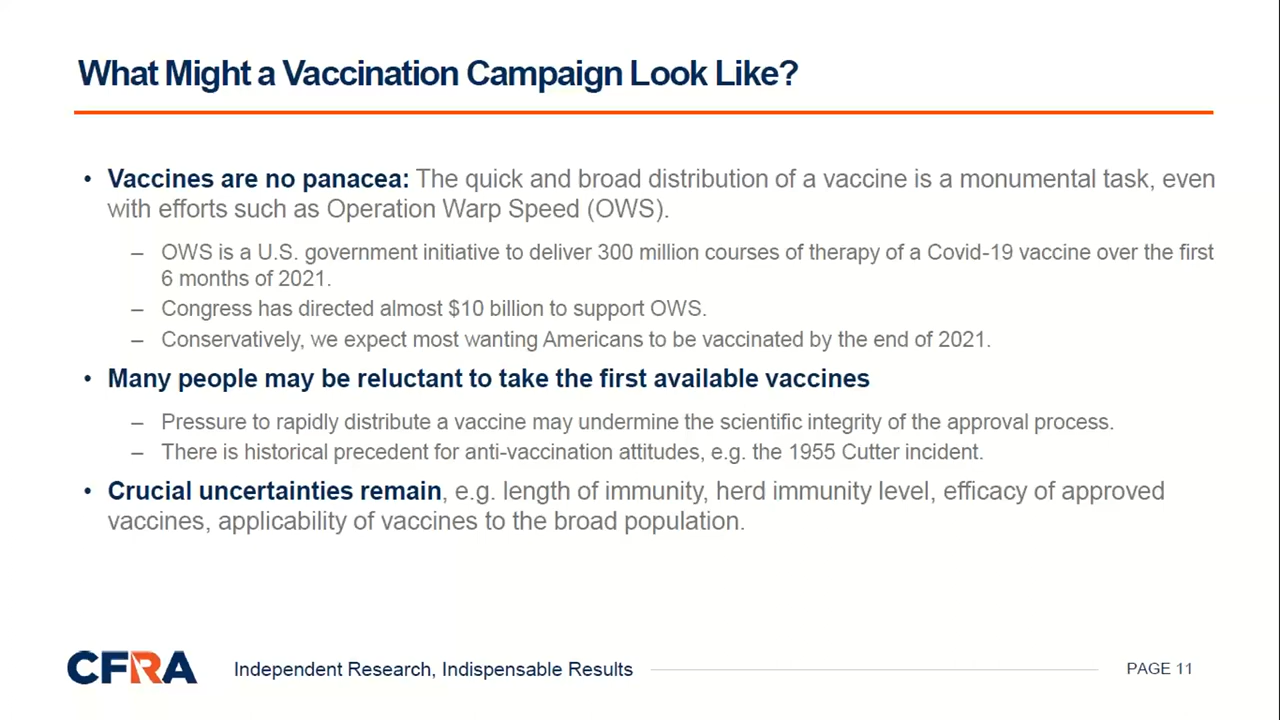 What Might a Vaccination Campaign Look Like?
• Vaccines are no panacea: The quick and broad distribution of a vaccine is a monumental task, even
with efforts such as Operation Warp Speed (OWS).
– OWS is a U.S. government initiative to deliver 300 million courses of therapy of a Covid-19 vaccine over the first
6 months of 2021.
– Congress has directed almost $10 billion to support OWS.
– Conservatively, we expect most wanting Americans to be vaccinated by the end of 2021.
• Many people may be reluctant to take the first available vaccines
– Pressure to rapidly distribute a vaccine may undermine the scientific integrity of the approval process.
– There is historical precedent for anti-vaccination attitudes, e.g. the 1955 Cutter incident.
• Crucial uncertainties remain, e.g. length of immunity, herd immunity level, efficacy of approved
vaccines, applicability of vaccines to the broad population.
CFRA Independent Research, Indispensable Results PAGE 11